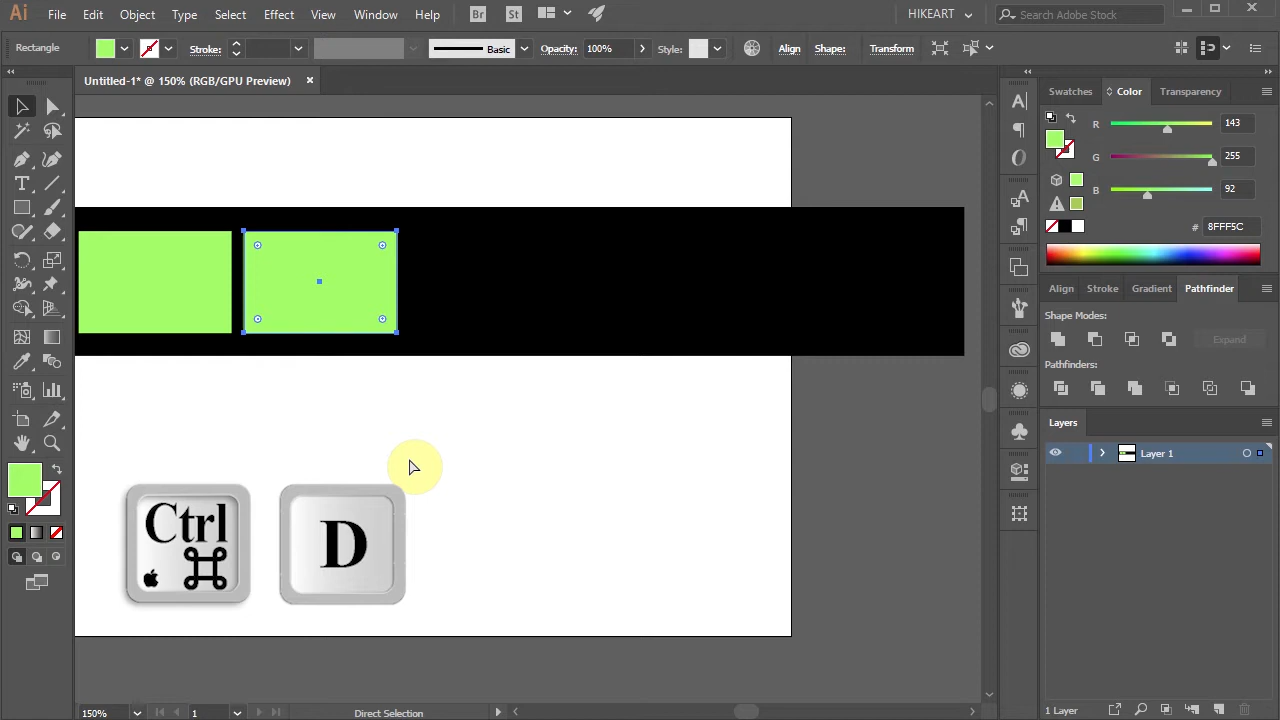 Ai File Edit Object Type Select Effect View Window Help Br St HIKEART Search Adobe Stock
Rectangle Stroke: Basic Opacity: 100% Style: Align Shape: Transform
Untitled-1* @ 150% (RGB/GPU Preview)
Swatches Color Transparency
R 143
G 255
B 92
# 8FFF5C
Align Stroke Gradient Pathfinder
Shape Modes:
Expand
Pathfinders:
Layers
Layer 1
Ctrl
D
1 Layer
150% 1 Direct Selection